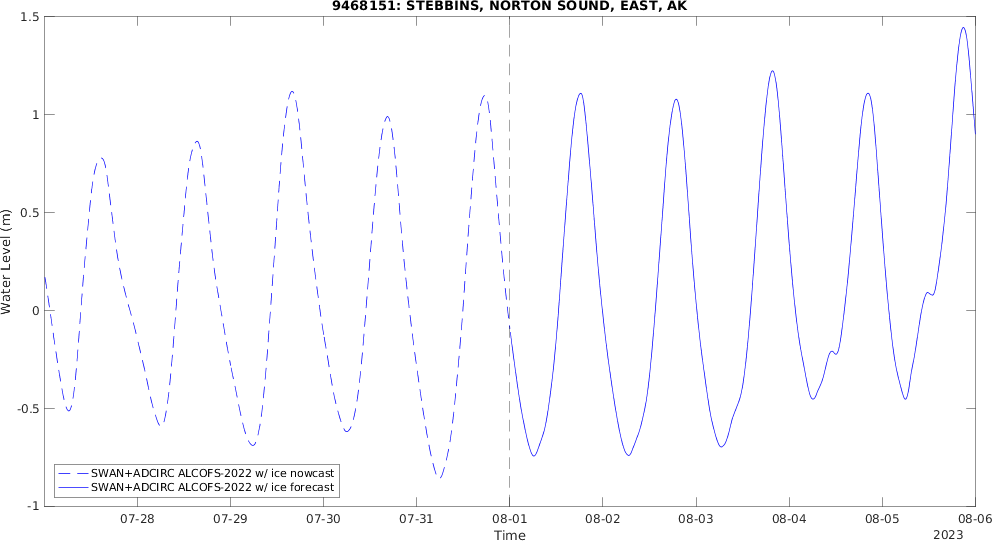 9468151: STEBBINS, NORTON SOUND, EAST, AK
Water Level (m)
1.5
1
0.5
0
-0.5
-1
SWAN+ADCIRC ALCOFS-2022 w/ ice nowcast
SWAN+ADCIRC ALCOFS-2022 w/ ice forecast
07-28 07-29 07-30 07-31 08-01 08-02 08-03 08-04 08-05 08-06
Time
2023